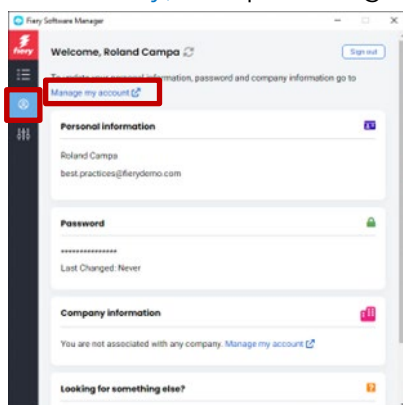 Fiery Software Manager
fiery
Welcome, Roland Campa
Sign out
To update your personal information, password and company information go to
Manage my account
Personal information
Roland Campa
best.practices@fierydemo.com
Password
***************
Last Changed: Never
Company information
You are not associated with any company. Manage my account
Looking for something else?